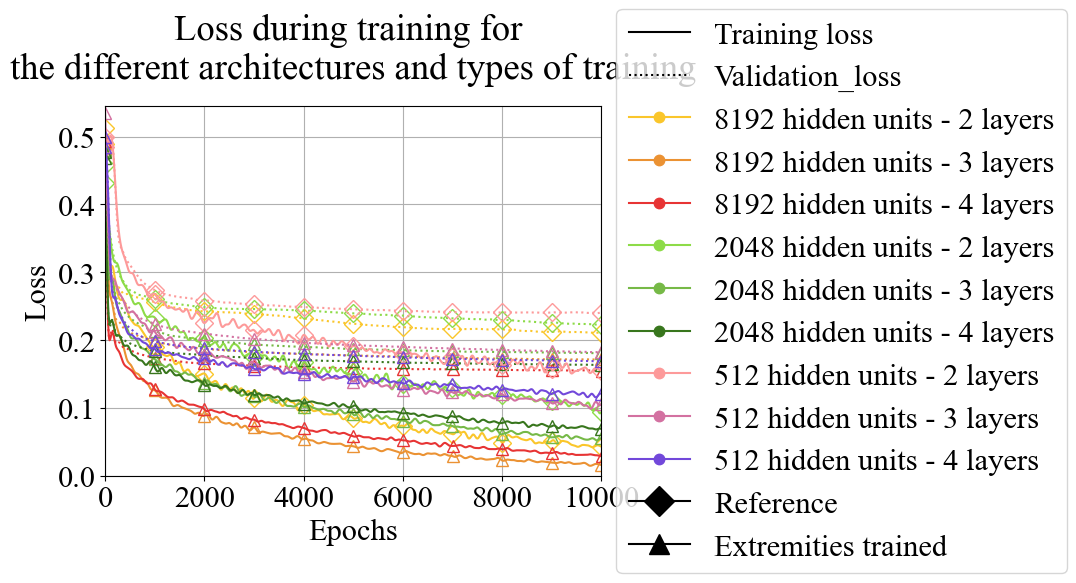 Loss during training for
the different architectures and types of training
Training loss
Validation_loss
8192 hidden units - 2 layers
8192 hidden units - 3 layers
8192 hidden units - 4 layers
2048 hidden units - 2 layers
2048 hidden units - 3 layers
2048 hidden units - 4 layers
512 hidden units - 2 layers
512 hidden units - 3 layers
512 hidden units - 4 layers
Reference
Extremities trained
Loss
0.5
0.4
0.3
0.2
0.1
0.0
0 2000 4000 6000 8000 10000
Epochs